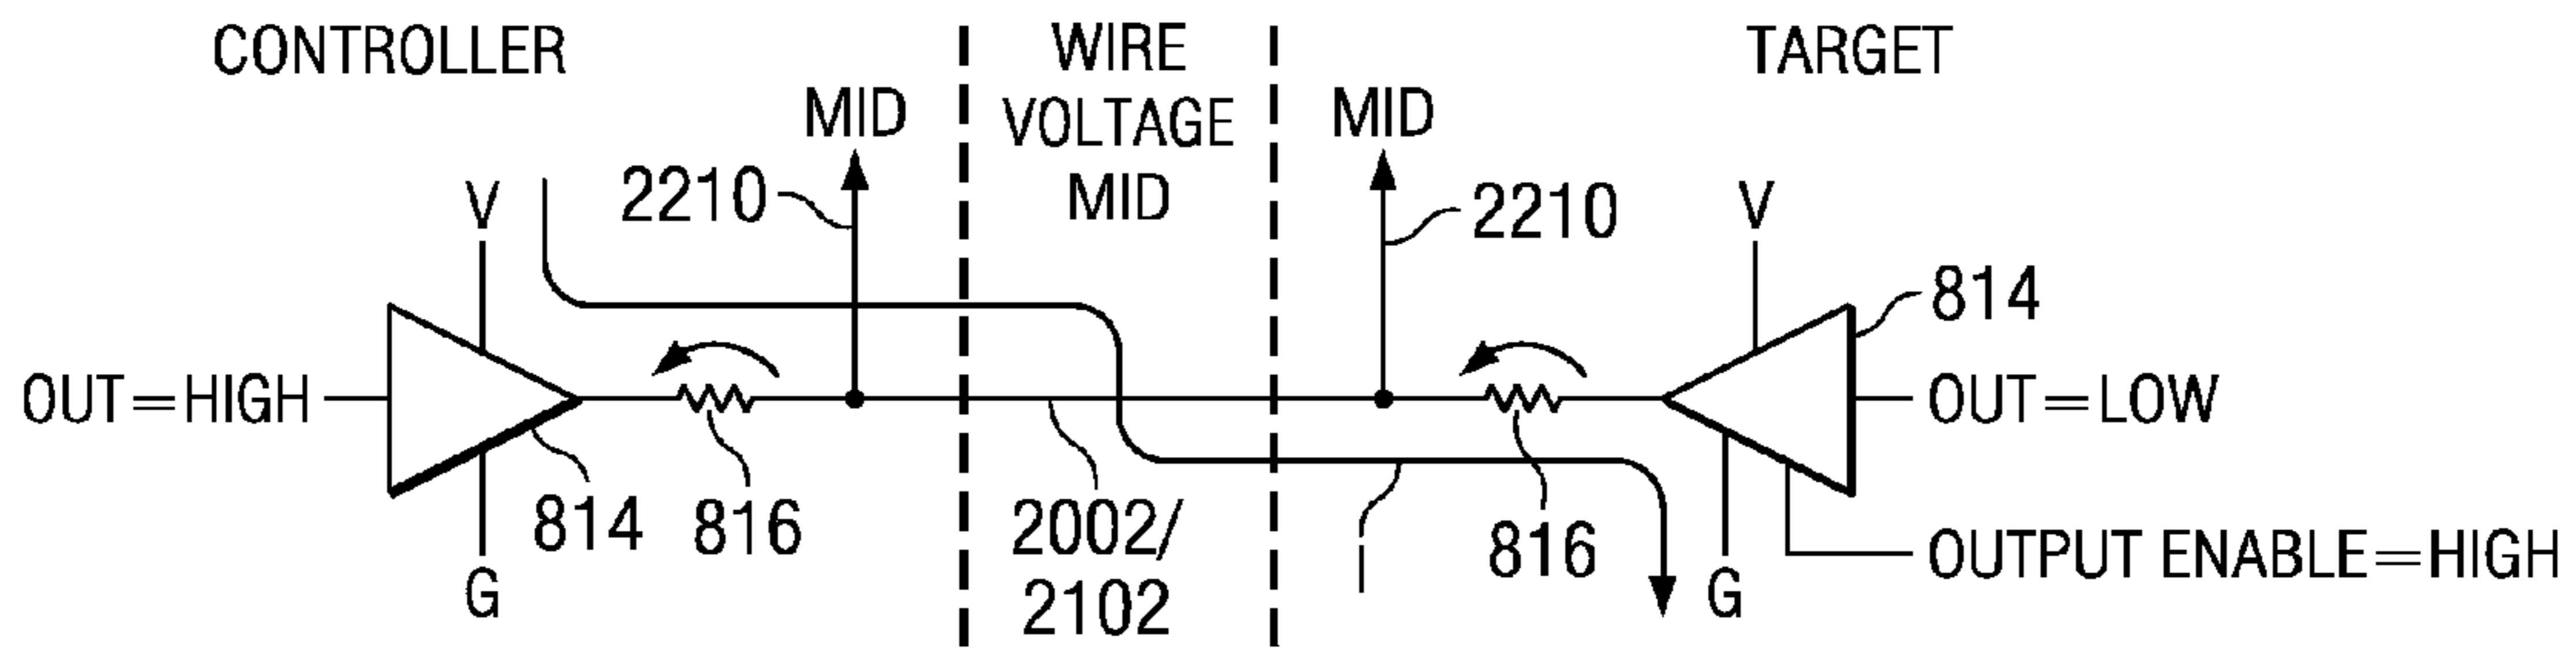 CONTROLLER
WIRE
VOLTAGE
MID
TARGET
MID
MID
2210
2210
V
V
814
OUT=HIGH
OUT=LOW
814
816
2002/
2102
I
816
OUTPUT ENABLE=HIGH
G
G